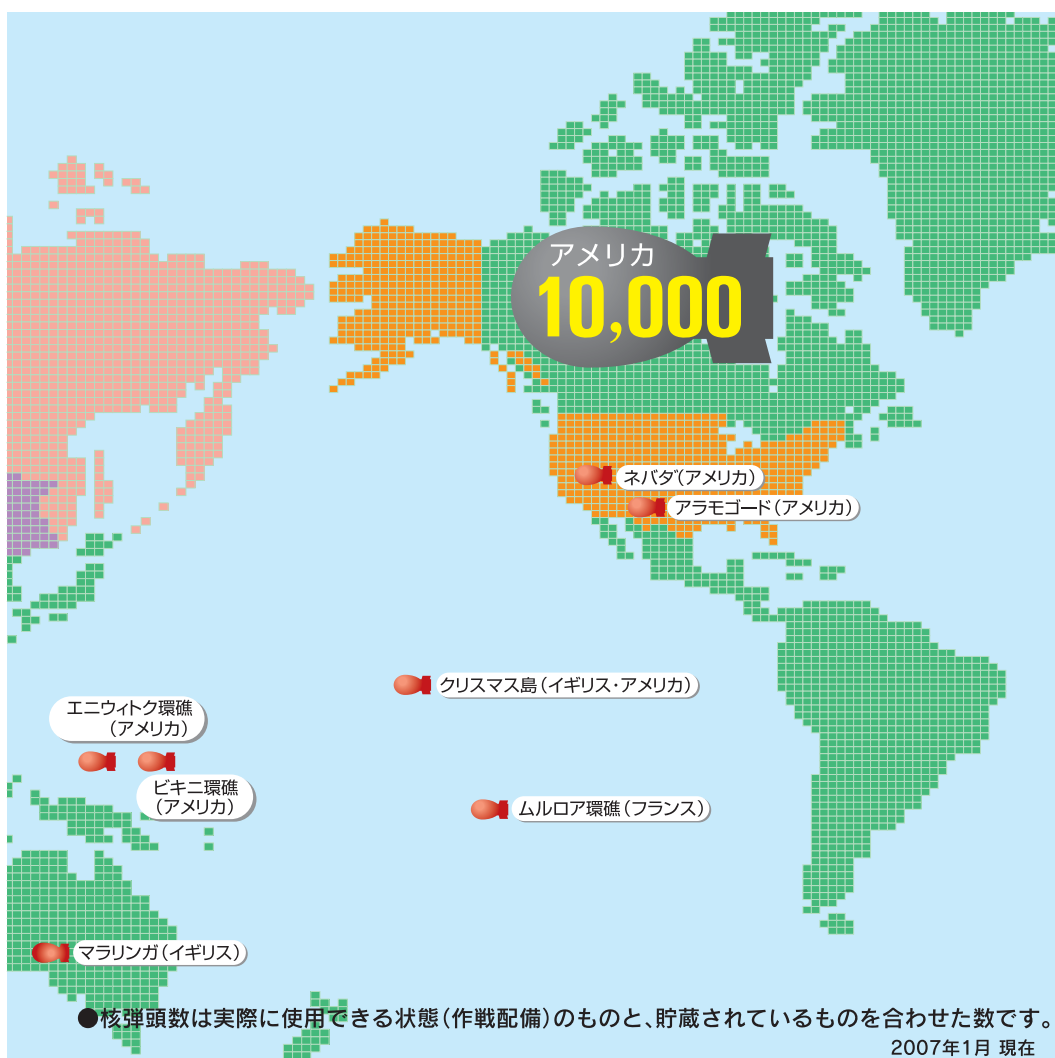 アメリカ
10,000
ネバダ(アメリカ)
アラモゴード(アメリカ)
クリスマス島(イギリス・アメリカ)
エニウィトク環礁
(アメリカ)
ビキニ環礁
(アメリカ)
ムルロア環礁(フランス)
マラリンガ(イギリス)
●核弾頭数は実際に使用できる状態(作戦配備)のものと、貯蔵されているものを合わせた数です。
2007年1月 現在